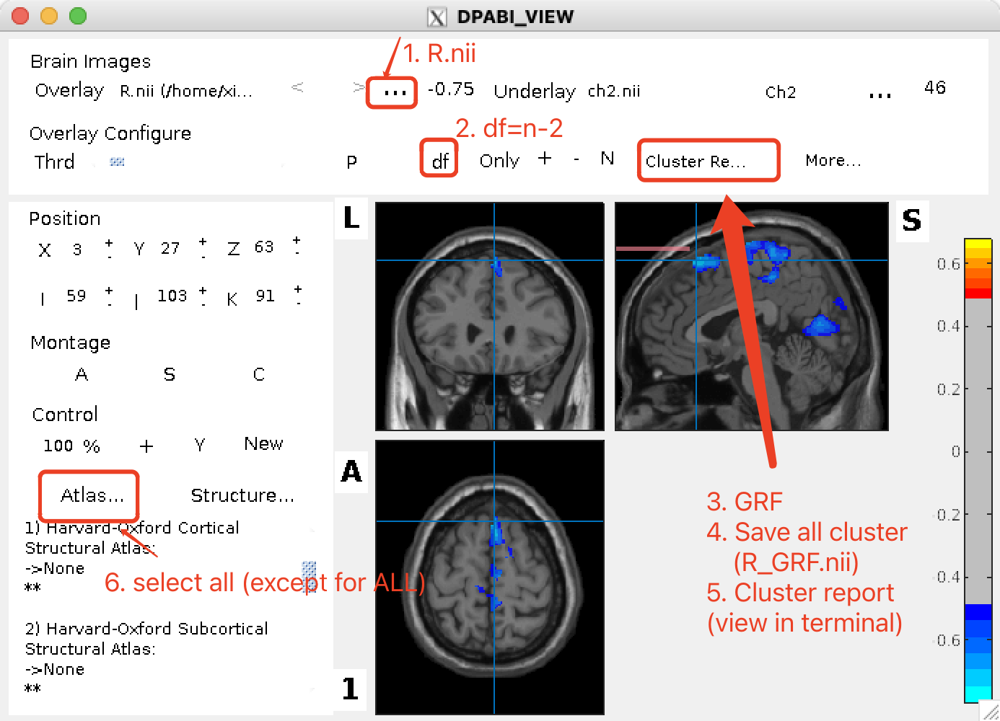 DPABI_VIEW
Brain Images
1. R.nii
Overlay R.nii (/home/xi... < > ... -0.75 Underlay ch2.nii Ch2 ... 46
Overlay Configure
2. df=n-2
Thrd P df Only + - N Cluster Re... More...
Position
X 3 + - Y 27 + - Z 63 + -
I 59 + - J 103 + - K 91 + -
Montage
A S C
Control
100 % + Y New
Atlas... Structure...
1) Harvard-Oxford Cortical
Structural Atlas:
->None
**
6. select all (except for ALL)
2) Harvard-Oxford Subcortical
Structural Atlas:
->None
**
L
S
A
1
3. GRF
4. Save all cluster
(R_GRF.nii)
5. Cluster report
(view in terminal)
0.6
0.4
0.2
0
-0.2
-0.4
-0.6